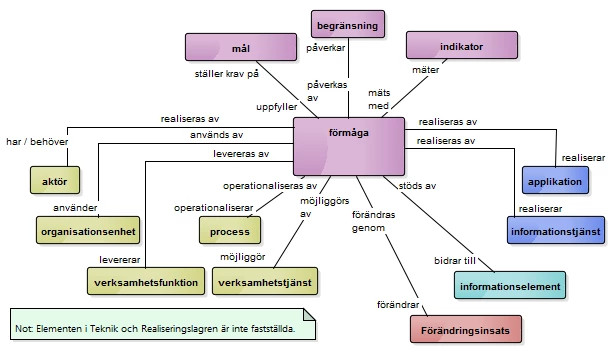 begränsning
mål
påverkar
indikator
ställer krav på
mäter
påverkas
av
mäts
med
uppfyller
förmåga
realiseras av
realiseras av
har / behöver
används av
realiseras av
levereras av
realiserar
aktör
operationaliseras av
stöds av
applikation
möjliggörs
av
använder
operationaliserar
förändras
genom
realiserar
organisationsenhet
process
informationstjänst
levererar
möjliggör
bidrar till
verksamhetsfunktion
verksamhetstjänst
informationselement
förändrar
Not: Elementen i Teknik och Realiseringslagren är inte fastställda.
Förändringsinsats